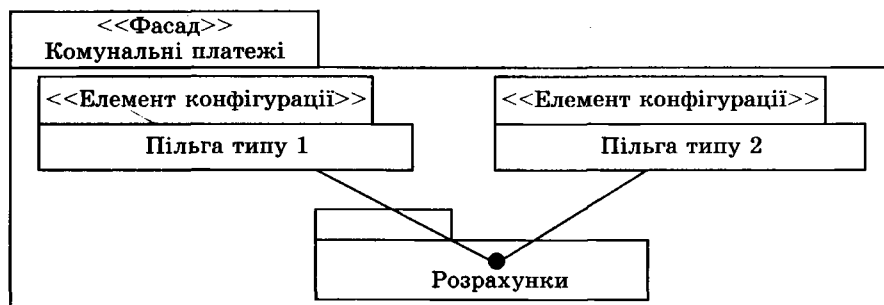 <<Фасад>>
Комунальні платежі
<<Елемент конфігурації>>
<<Елемент конфігурації>>
Пільга типу 1
Пільга типу 2
Розрахунки